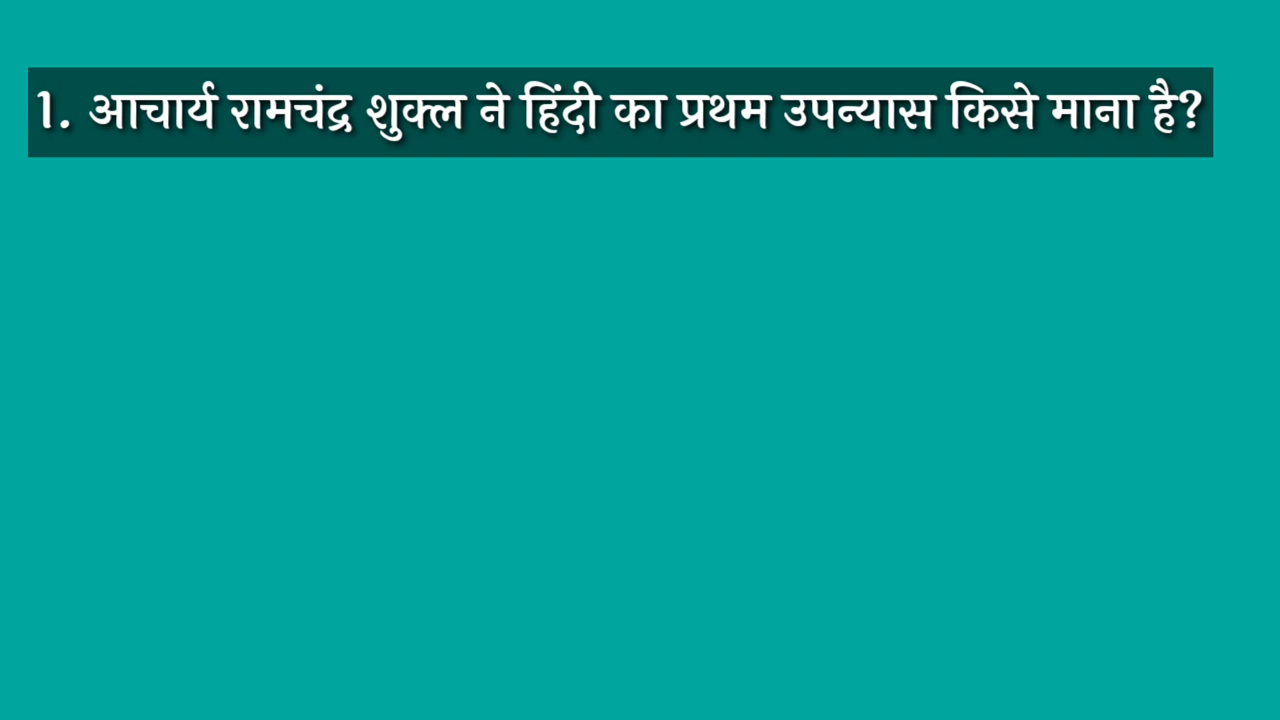 1. आचार्य रामचंद्र शुक्ल ने हिंदी का प्रथम उपन्यास किसे माना है?